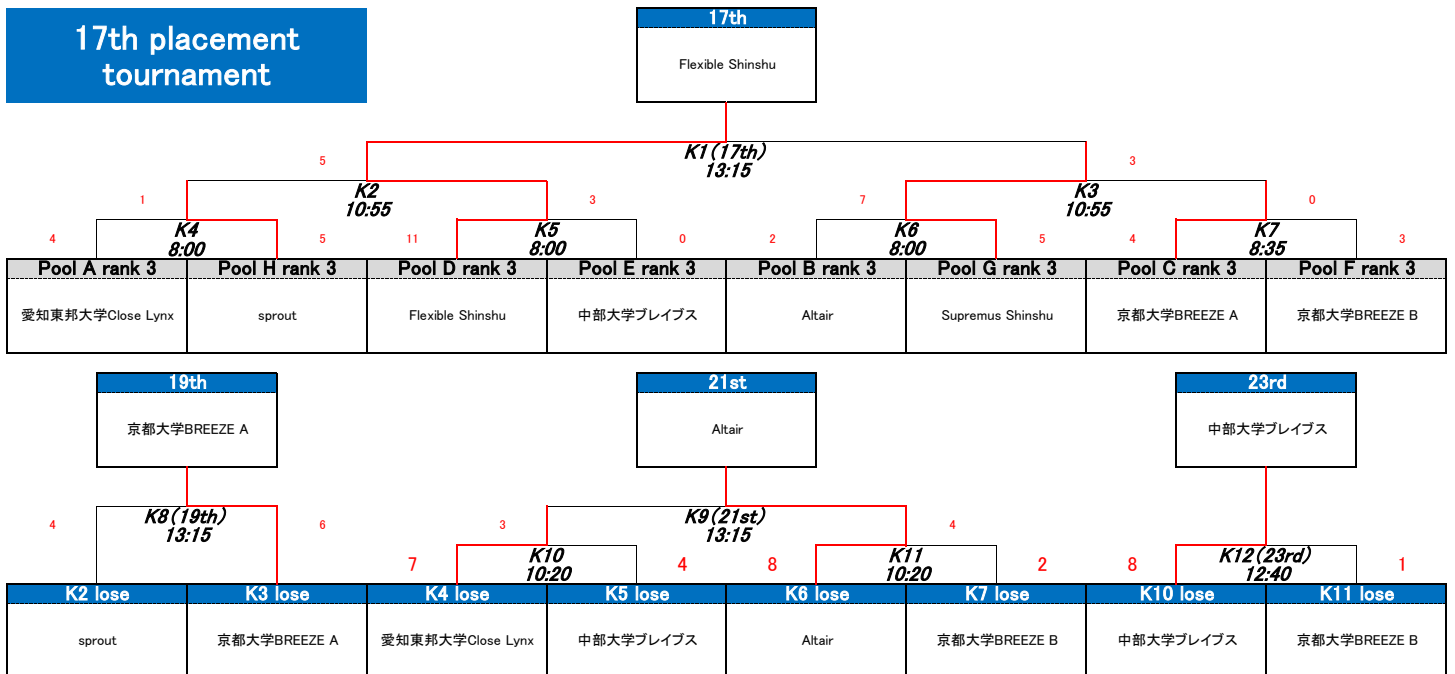 17th placement
tournament
17th
Flexible Shinshu
K1(17th)
13:15
5
3
K2
10:55
K3
10:55
1
3
7
0
K4
8:00
K5
8:00
K6
8:00
K7
8:35
4
5
11
0
2
5
4
3
Pool A rank 3
Pool H rank 3
Pool D rank 3
Pool E rank 3
Pool B rank 3
Pool G rank 3
Pool C rank 3
Pool F rank 3
愛知東邦大学Close Lynx
sprout
Flexible Shinshu
中部大学ブレイブス
Altair
Supremus Shinshu
京都大学BREEZE A
京都大学BREEZE B
19th
21st
23rd
京都大学BREEZE A
Altair
中部大学ブレイブス
4
K8(19th)
13:15
6
3
K9(21st)
13:15
4
7
K10
10:20
4
8
K11
10:20
2
8
K12(23rd)
12:40
1
K2 lose
K3 lose
K4 lose
K5 lose
K6 lose
K7 lose
K10 lose
K11 lose
sprout
京都大学BREEZE A
愛知東邦大学Close Lynx
中部大学ブレイブス
Altair
京都大学BREEZE B
中部大学ブレイブス
京都大学BREEZE B